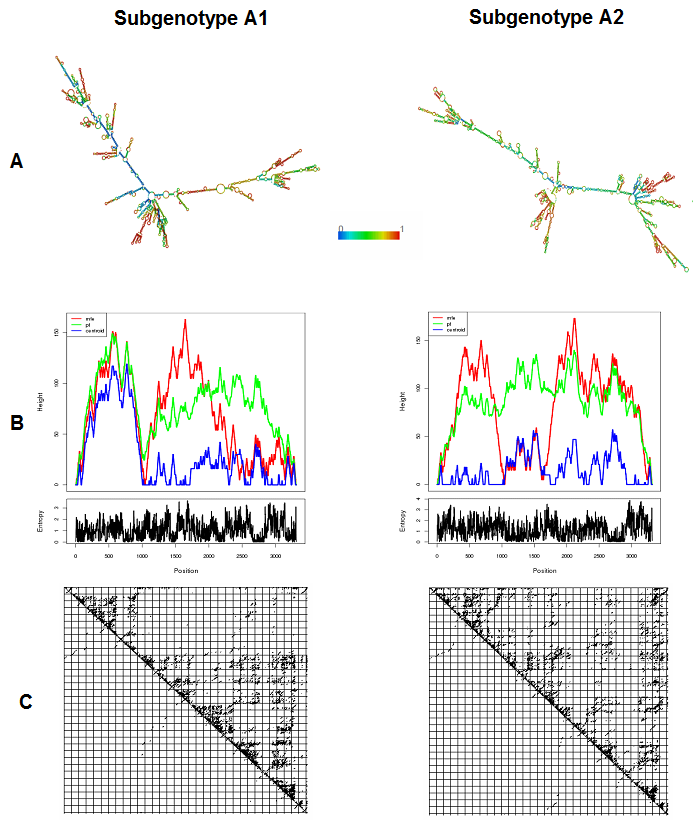 Subgenotype A1 Subgenotype A2
A
0 1
B
mfe
pf
centroid
Height
0 50 100 150
Entropy
0 1 2 3
0 500 1000 1500 2000 2500 3000
Position
mfe
pf
centroid
Height
0 50 100 150
Entropy
0 1 2 3 4
0 500 1000 1500 2000 2500 3000
Position
C